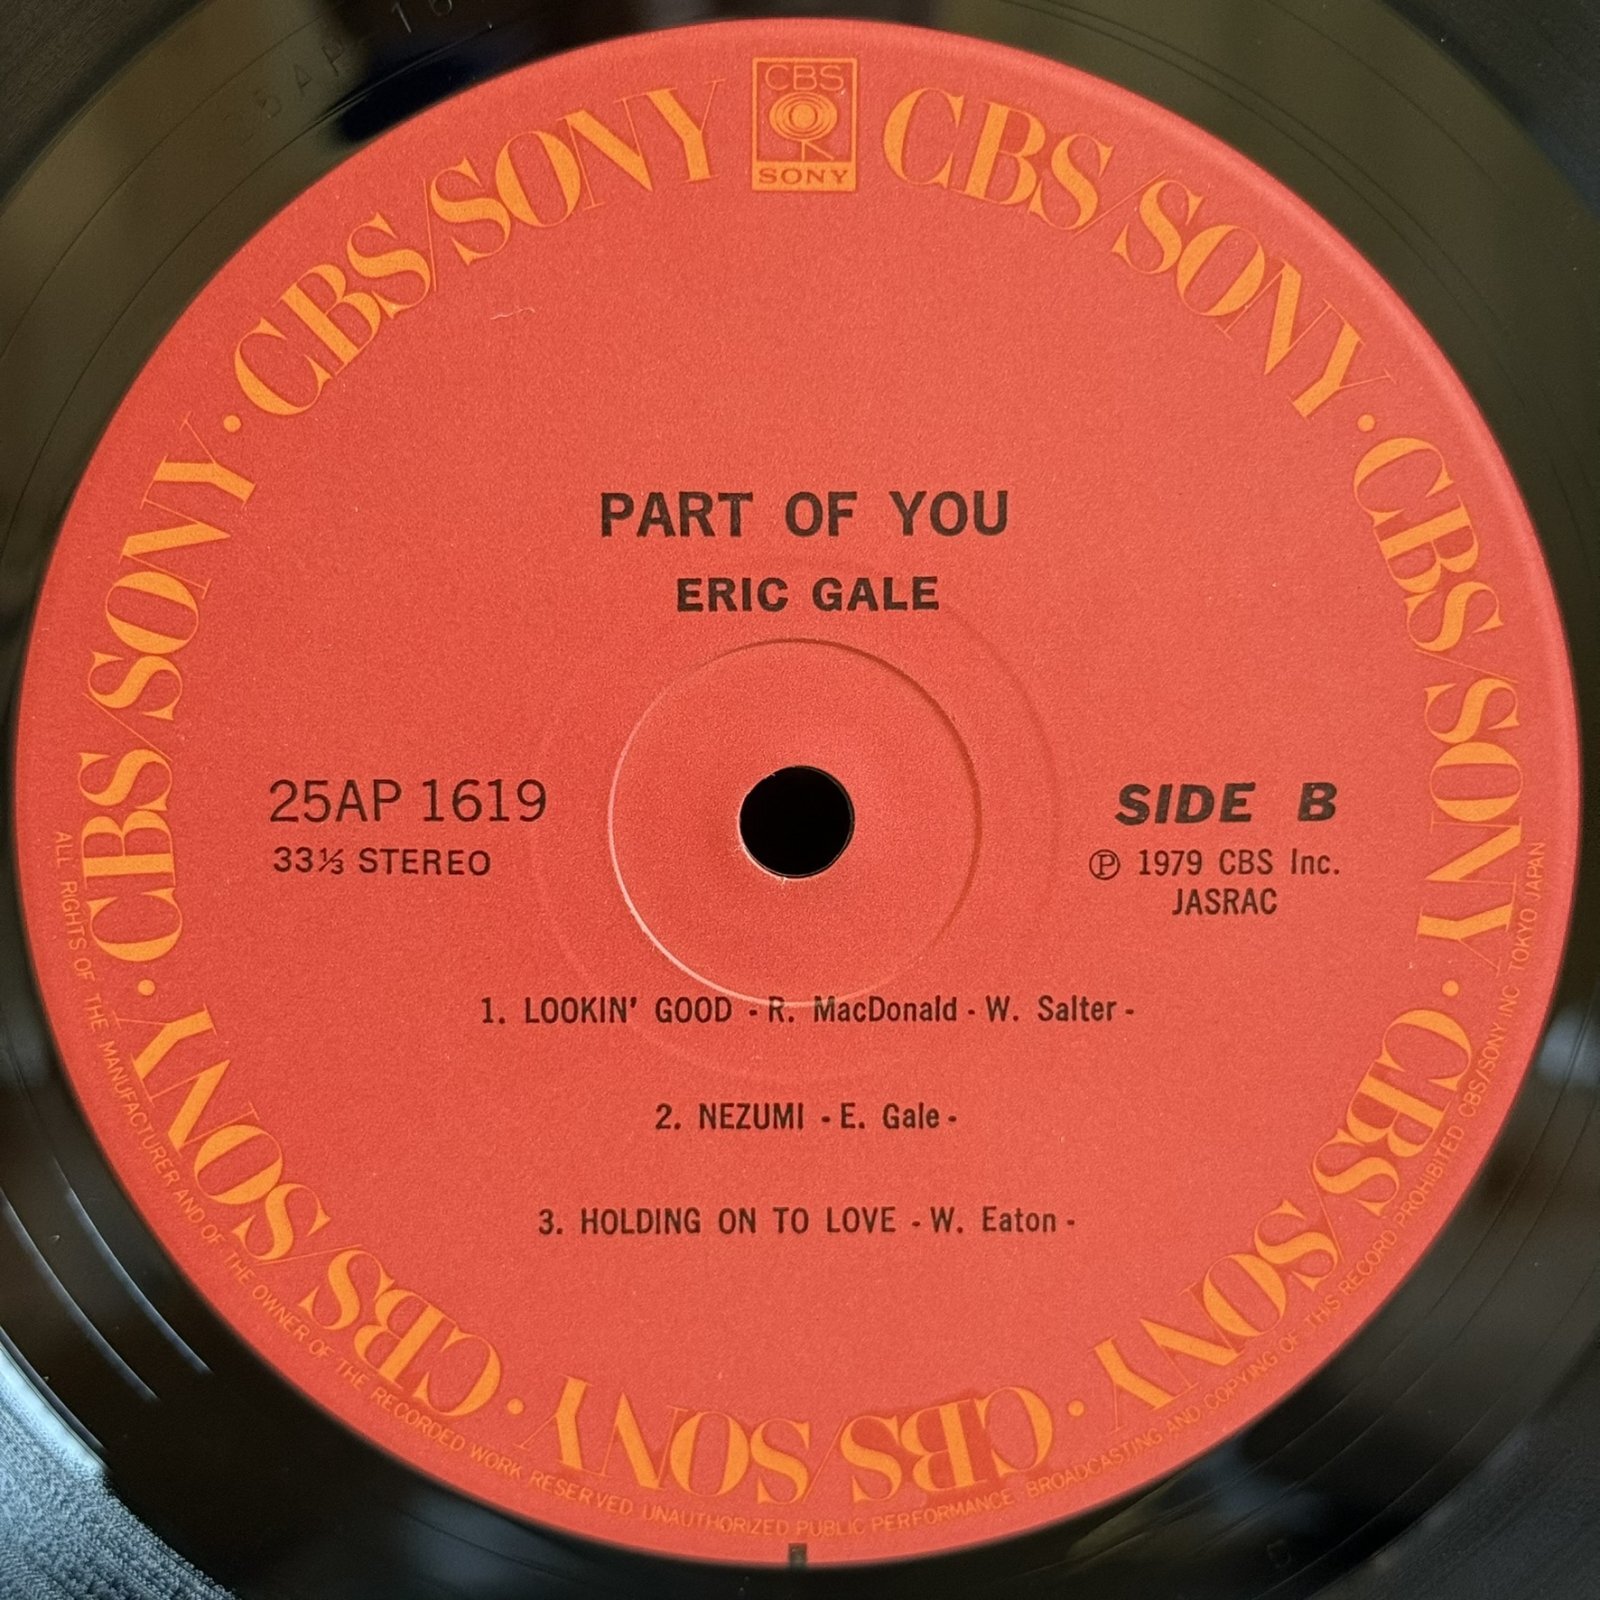 CBS
SONY
CBS/SONY · CBS/SONY · CBS/SONY · CBS/SONY · CBS/SONY · CBS/SONY · CBS/SONY
PART OF YOU
ERIC GALE
25AP 1619
33⅓ STEREO
SIDE B
Ⓟ 1979 CBS Inc.
JASRAC
1. LOOKIN' GOOD - R. MacDonald - W. Salter -
2. NEZUMI - E. Gale -
3. HOLDING ON TO LOVE - W. Eaton -
ALL RIGHTS OF THE MANUFACTURER AND OF THE OWNER OF THE RECORDED WORK RESERVED UNAUTHORIZED PUBLIC PERFORMANCE BROADCASTING AND COPYING OF THIS RECORD PROHIBITED CBS/SONY INC TOKYO JAPAN